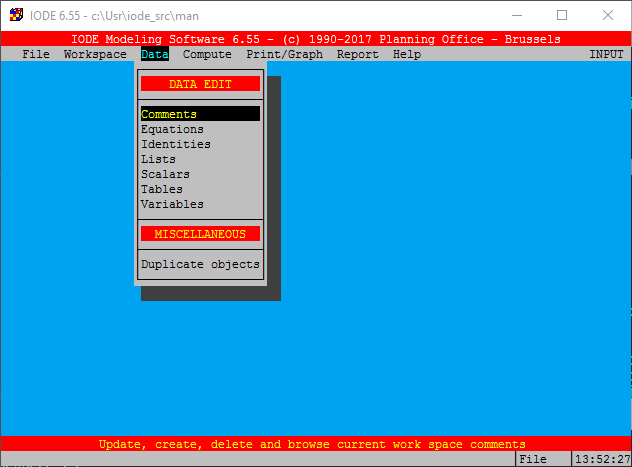 IODE 6.55 - c:\Usr\iode_src\man
IODE Modeling Software 6.55 - (c) 1990-2017 Planning Office - Brussels
File Workspace Data Compute Print/Graph Report Help INPUT
DATA EDIT
Comments
Equations
Identities
Lists
Scalars
Tables
Variables
MISCELLANEOUS
Duplicate objects
Update, create, delete and browse current work space comments
File 13:52:27